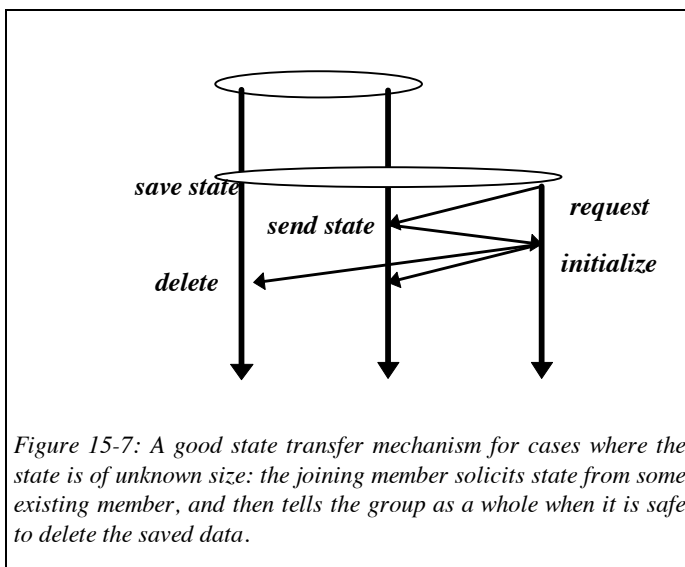 save state
request
send state
initialize
delete
Figure 15-7: A good state transfer mechanism for cases where the
state is of unknown size: the joining member solicits state from some
existing member, and then tells the group as a whole when it is safe
to delete the saved data.